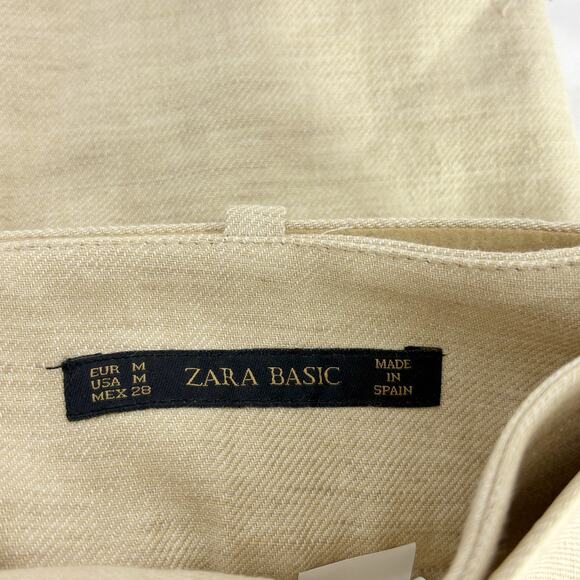 EUR M
USA M
MEX 28
ZARA BASIC
MADE
IN
SPAIN